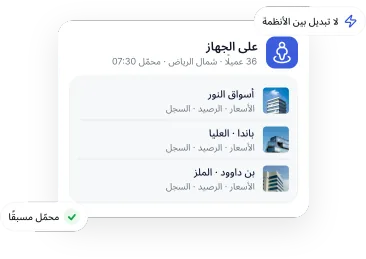 لا تبديل بين الأنظمة
على الجهاز
36 عميلًا · شمال الرياض · محمّل 07:30
أسواق النور
الأسعار · الرصيد · السجل
باندا · العليا
الأسعار · الرصيد · السجل
بن داوود · الملز
الأسعار · الرصيد · السجل
محمّل مسبقًا